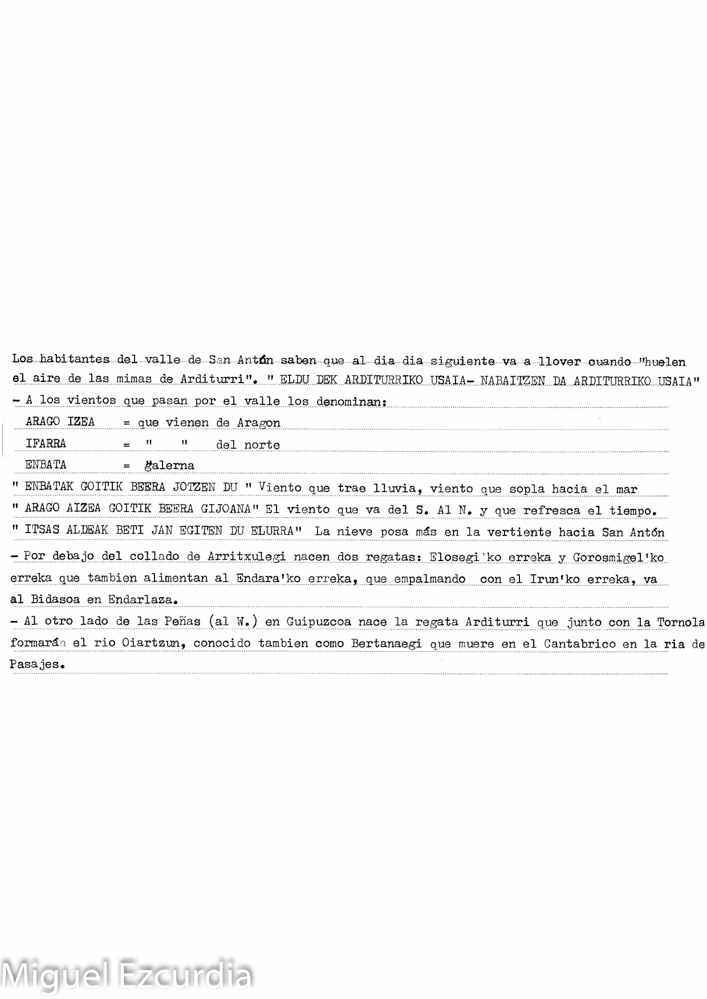 Los habitantes del valle de San Antón saben que al dia dia siguiente va a llover cuando "huelen
el aire de las mimas de Arditurri". " ELDU DEK ARDITURRIKO USAIA- NABAITZEN DA ARDITURRIKO USAIA"
- A los vientos que pasan por el valle los denominan:
ARAGO IZEA = que vienen de Aragon
IFARRA = " " del norte
ENBATA = galerna
" ENBATAK GOITIK BEERA JOTZEN DU " Viento que trae lluvia, viento que sopla hacia el mar
" ARAGO AIZEA GOITIK BEERA GIJOANA" El viento que va del S. Al N. y que refresca el tiempo.
" ITSAS ALDEAK BETI JAN EGITEN DU ELURRA" La nieve posa más en la vertiente hacia San Antón
- Por debajo del collado de Arritxulegi nacen dos regatas: Elosegi'ko erreka y Gorosmigel'ko
erreka que tambien alimentan al Endara'ko erreka, que empalmando con el Irun'ko erreka, va
al Bidasoa en Endarlaza.
- Al otro lado de las Peñas (al W.) en Guipuzcoa nace la regata Arditurri que junto con la Tornola
formarán el rio Oiartzun, conocido tambien como Bertanaegi que muere en el Cantabrico en la ria de
Pasajes.
Miguel Ezcurdia